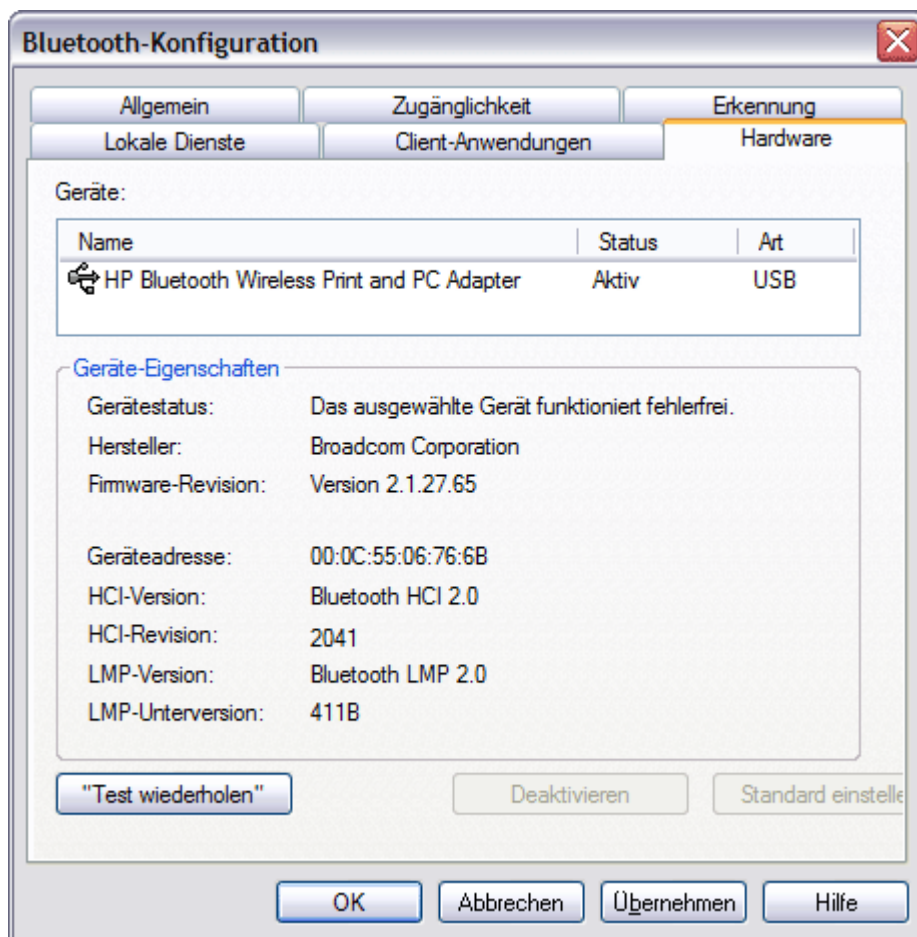 Bluetooth-Konfiguration
Allgemein Zugänglichkeit Erkennung
Lokale Dienste Client-Anwendungen Hardware
Geräte:
Name Status Art
HP Bluetooth Wireless Print and PC Adapter Aktiv USB
Geräte-Eigenschaften
Gerätestatus: Das ausgewählte Gerät funktioniert fehlerfrei.
Hersteller: Broadcom Corporation
Firmware-Revision: Version 2.1.27.65
Geräteadresse: 00:0C:55:06:76:6B
HCI-Version: Bluetooth HCI 2.0
HCI-Revision: 2041
LMP-Version: Bluetooth LMP 2.0
LMP-Unterversion: 411B
"Test wiederholen" Deaktivieren Standard einstelle
OK Abbrechen Übernehmen Hilfe